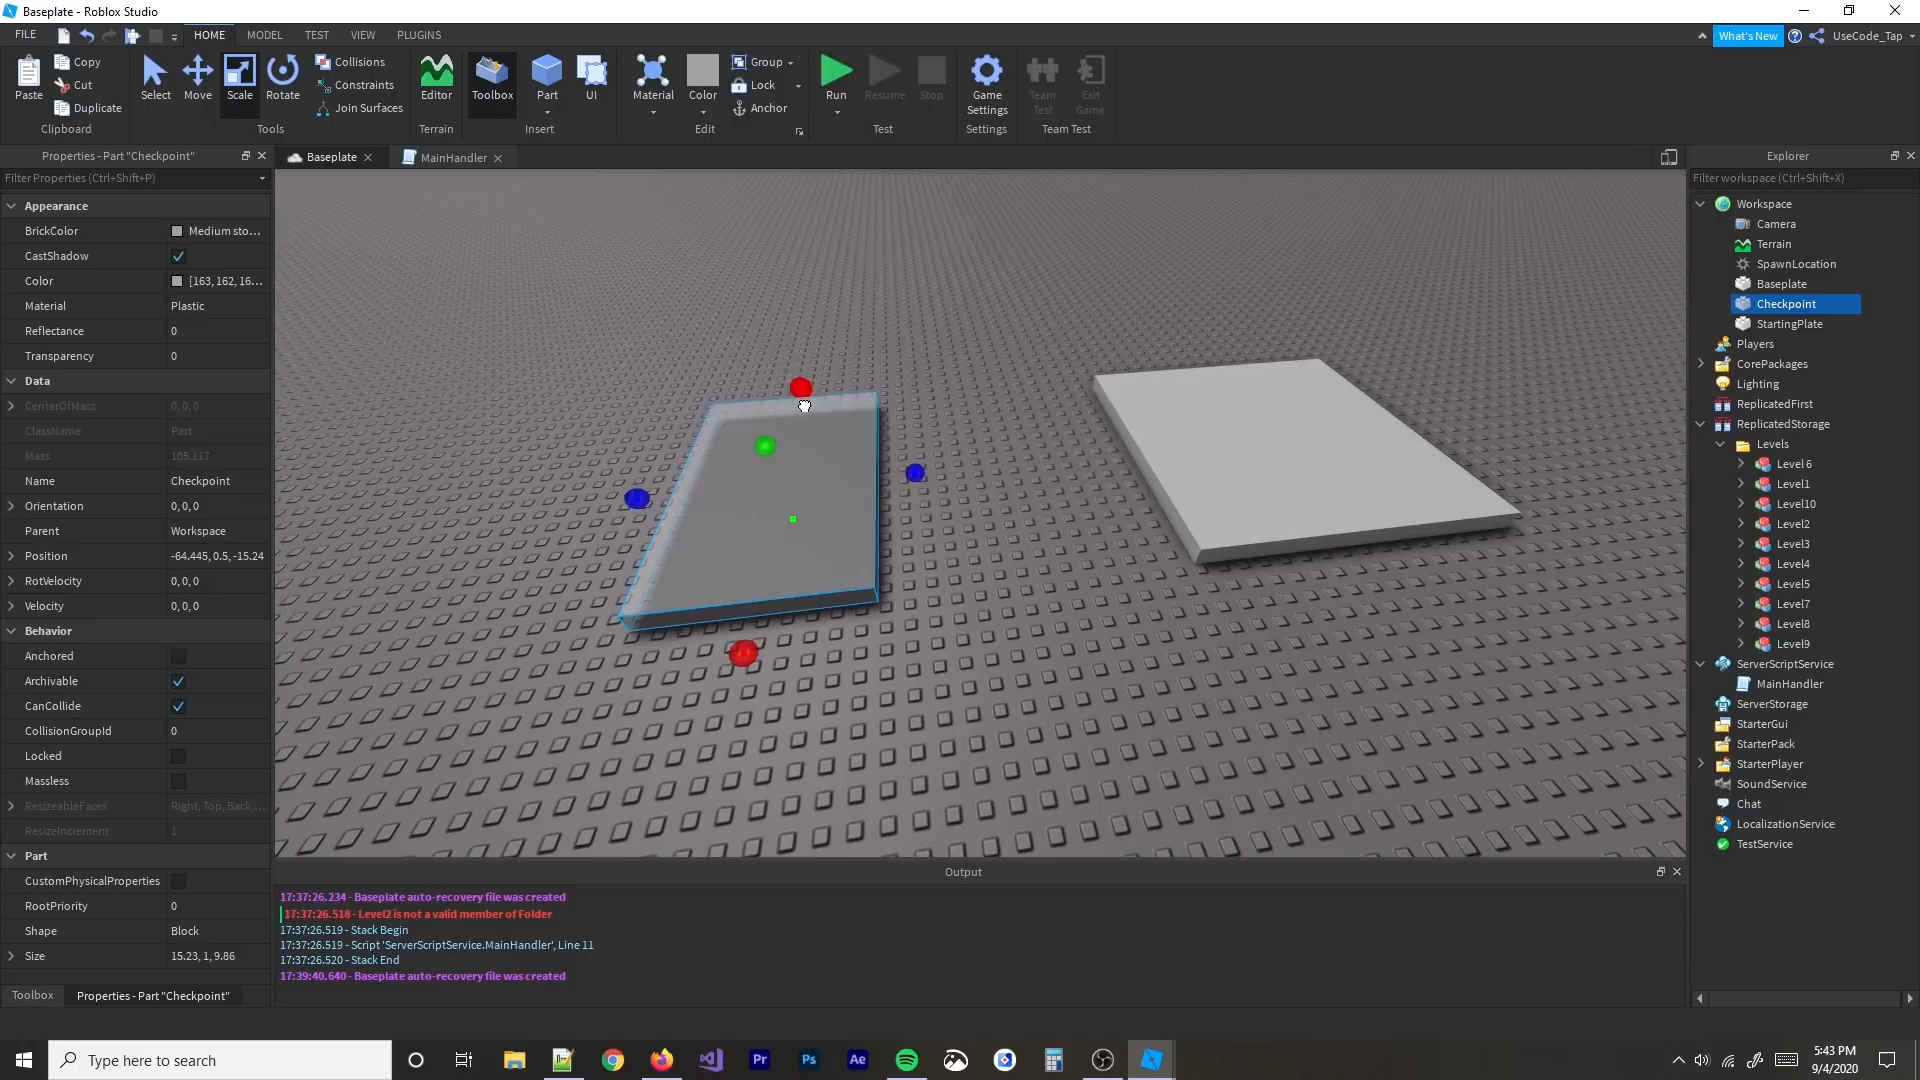 Baseplate - Roblox Studio
FILE
HOME
MODEL
TEST
VIEW
PLUGINS
What's New
UseCode_Tap
Paste
Copy
Cut
Duplicate
Clipboard
Select
Move
Scale
Rotate
Collisions
Constraints
Join Surfaces
Tools
Editor
Terrain
Toolbox
Part
UI
Insert
Material
Color
Group
Lock
Anchor
Edit
Run
Resume
Stop
Test
Game Settings
Settings
Team Test
Exit Game
Team Test
Properties - Part "Checkpoint"
Filter Properties (Ctrl+Shift+P)
Appearance
BrickColor Medium sto...
CastShadow
Color [163, 162, 16...
Material Plastic
Reflectance 0
Transparency 0
Data
CenterOfMass 0, 0, 0
ClassName Part
Mass 105.117
Name Checkpoint
Orientation 0, 0, 0
Parent Workspace
Position -64.445, 0.5, -15.24
RotVelocity 0, 0, 0
Velocity 0, 0, 0
Behavior
Anchored
Archivable
CanCollide
CollisionGroupId 0
Locked
Massless
ResizeableFaces Right, Top, Back,...
ResizeIncrement 1
Part
CustomPhysicalProperties
RootPriority 0
Shape Block
Size 15.23, 1, 9.86
Toolbox
Properties - Part "Checkpoint"
Baseplate
MainHandler
Output
17:37:26.234 - Baseplate auto-recovery file was created
17:37:26.518 - Level2 is not a valid member of Folder
17:37:26.519 - Stack Begin
17:37:26.519 - Script 'ServerScriptService.MainHandler', Line 11
17:37:26.520 - Stack End
17:39:40.640 - Baseplate auto-recovery file was created
Explorer
Filter workspace (Ctrl+Shift+X)
Workspace
Camera
Terrain
SpawnLocation
Baseplate
Checkpoint
StartingPlate
Players
CorePackages
Lighting
ReplicatedFirst
ReplicatedStorage
Levels
Level 6
Level1
Level10
Level2
Level3
Level4
Level5
Level7
Level8
Level9
ServerScriptService
MainHandler
ServerStorage
StarterGui
StarterPack
StarterPlayer
SoundService
Chat
LocalizationService
TestService
Type here to search
Pr
Ps
Ae
5:43 PM
9/4/2020